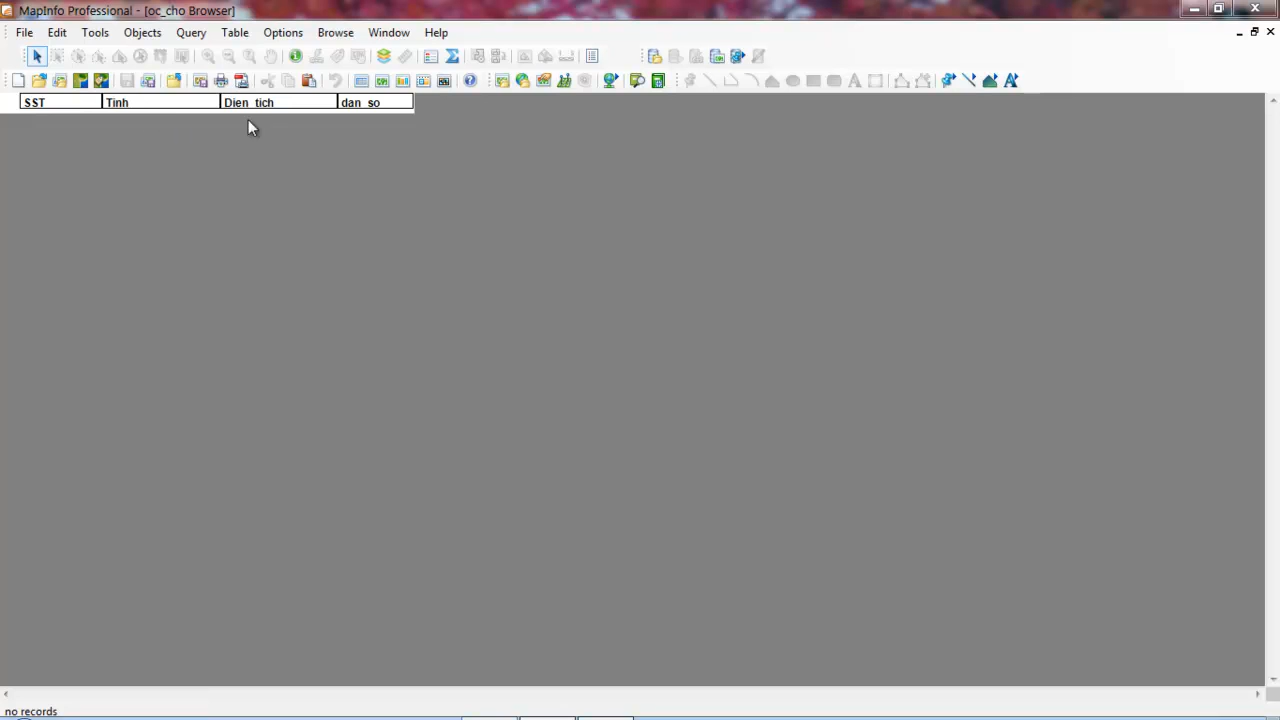 MapInfo Professional - [oc_cho Browser]
File Edit Tools Objects Query Table Options Browse Window Help
SST Tinh Dien_tich dan_so
no records